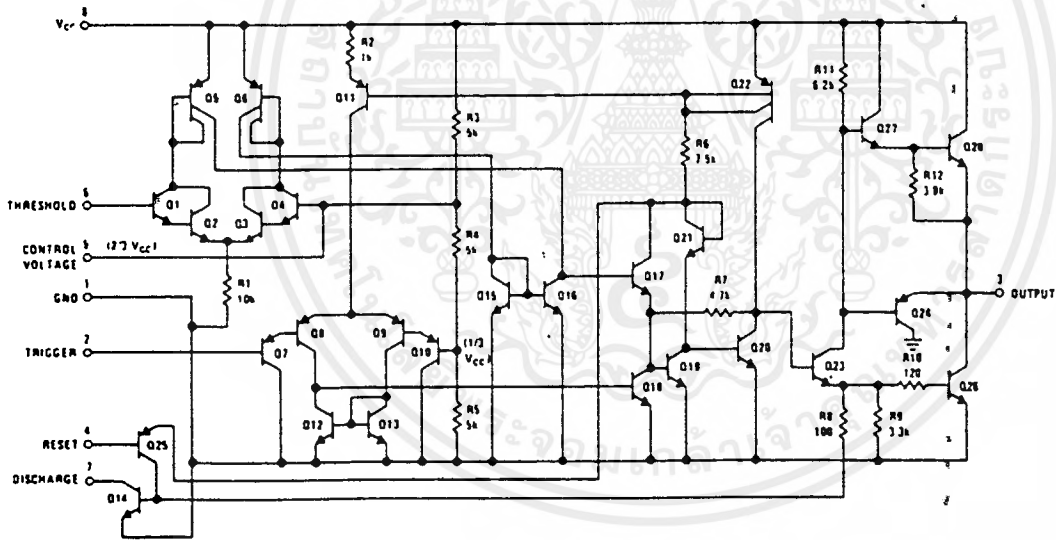 8
Vcc
R2
1k
Q5
Q6
Q11
Q22
R11
6.2k
R3
5k
R6
7.5k
Q27
Q28
R12
3.9k
6
THRESHOLD
Q1
Q2
Q3
Q4
5
CONTROL
VOLTAGE
(2/3 Vcc)
R4
5k
Q21
Q17
R7
4.7k
1
GND
R1
10k
Q15
Q16
3
OUTPUT
Q24
2
TRIGGER
Q7
Q8
Q9
Q10
(1/3
Vcc)
Q18
Q19
Q20
Q23
R10
120
Q26
R5
5k
R8
100
R9
3.3k
Q12
Q13
4
RESET
Q25
7
DISCHARGE
Q14